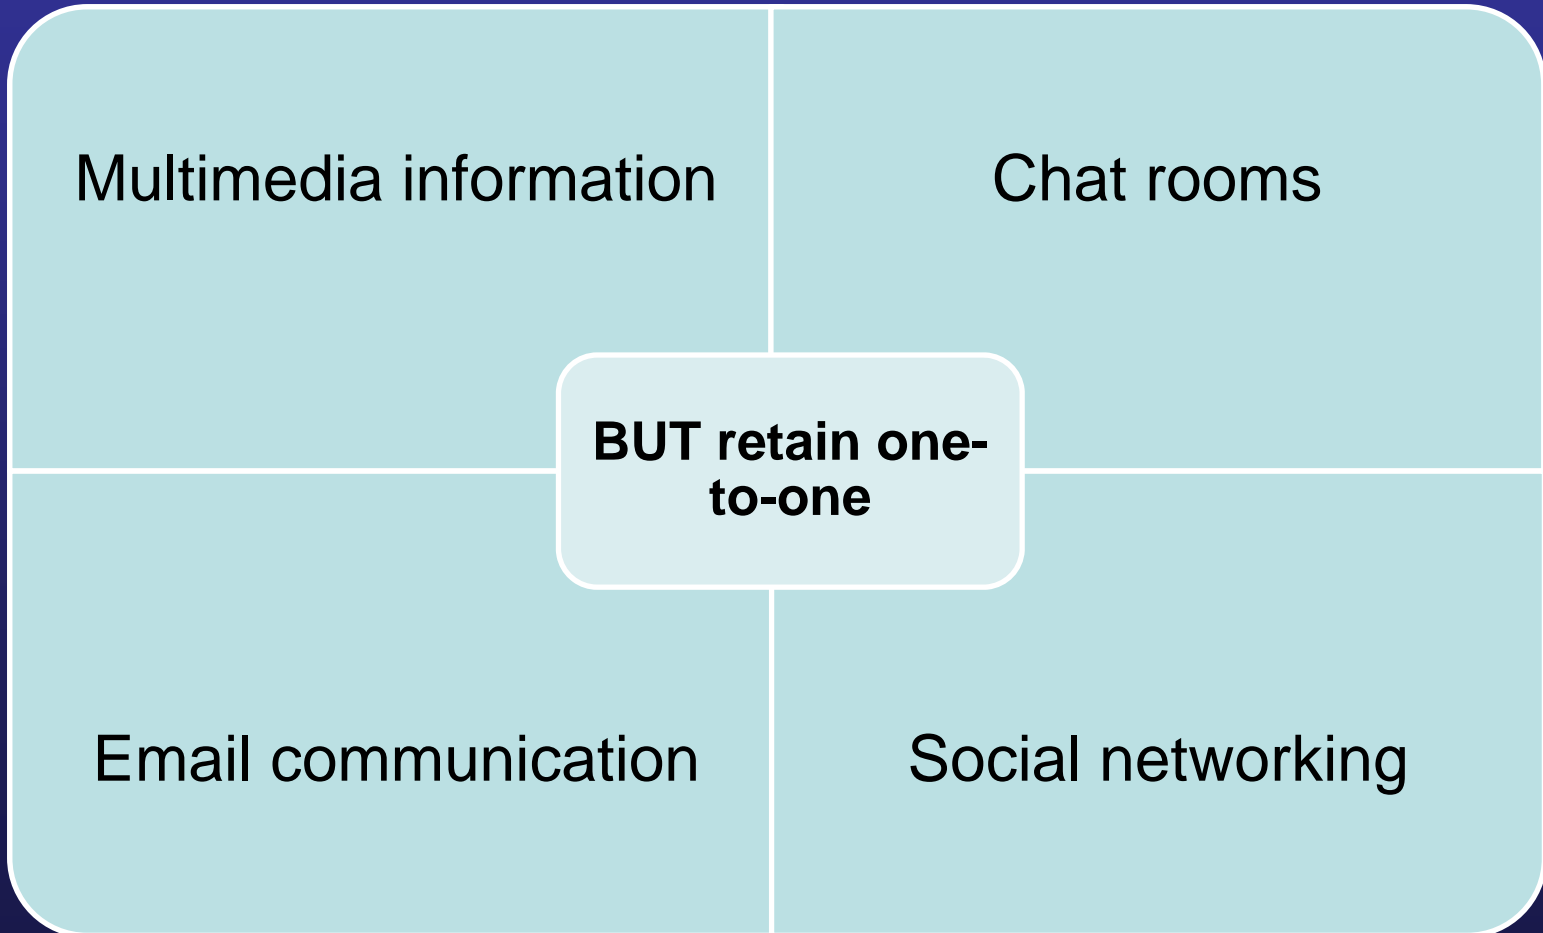 Multimedia information
Chat rooms
BUT retain one-
to-one
Email communication
Social networking